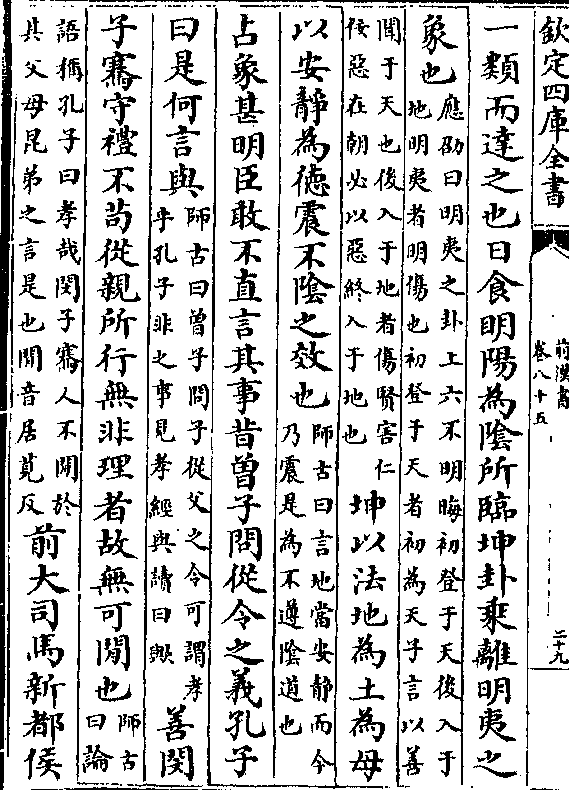 欽定四庫全書
前漢書
卷八十五
二十九
一類而達之也日食明陽為陰所臨坤卦乘離明夷之
象也應劭曰明夷之卦上六不明晦初登于天後入于
地明夷者明傷也初登于天者初為天子言以善
聞于天也後入于地者傷賢害仁
佞惡在朝必以惡終入于地也
坤以法地為土為母
以安靜為德震不陰之效也師古曰言地當安靜而今
乃震是為不遵陰道也
占象甚明臣敢不直言其事昔曾子問從令之義孔子
曰是何言與師古曰曾子問子從父之令可謂孝
乎孔子非之事見孝經與讀曰歟
善閔
子騫守禮不苟從親所行無非理者故無可閒也師古
曰論
語稱孔子曰孝哉閔子騫人不閒於
其父母昆弟之言是也閒音居莧反
前大司馬新都侯